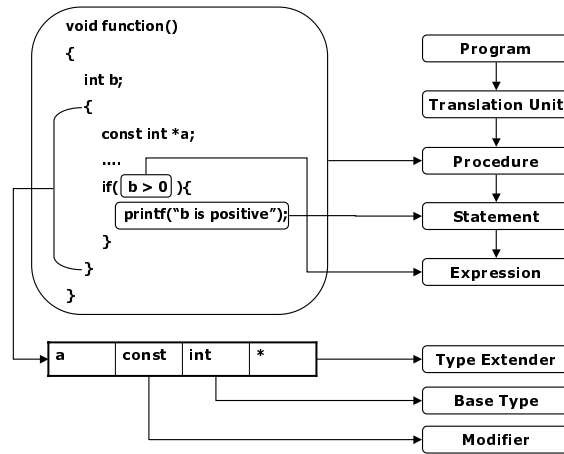 void function()
{
int b;
{
const int *a;
....
if( b > 0 ){
printf(“b is positive”);
}
}
}
Program
Translation Unit
Procedure
Statement
Expression
a const int *
Type Extender
Base Type
Modifier